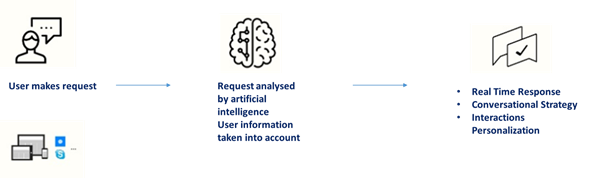 User makes request
Request analysed
by artificial
intelligence
User information
taken into account
• Real Time Response
• Conversational Strategy
• Interactions
Personalization
...